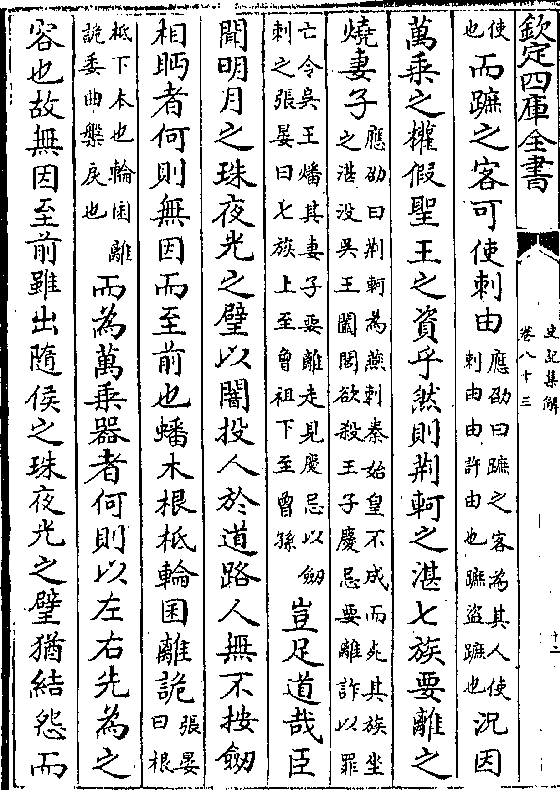 欽定四庫全書
史記集解
卷八十三
十二
使
也
而蹠之客可使刺由
應劭曰蹠之客為其人使
刺由由許由也蹠盗蹠也
況因
萬乗之權假聖王之資乎然則荆軻之湛七族要離之
燒妻子
應劭曰荆軻為燕刺秦始皇不成而死其族坐
之湛没吳王闔閭欲殺王子慶忌要離詐以罪
亡令吳王燔其妻子要離走見慶忌以劔
刺之張晏曰七族上至曾祖下至曾孫
豈足道哉臣
聞明月之珠夜光之璧以闇投人於道路人無不按劔
相眄者何則無因而至前也蟠木根柢輪囷離詭
張晏
曰根
柢下本也輪囷離
詭委曲槃戾也
而為萬乗器者何則以左右先為之
容也故無因至前雖出隨侯之珠夜光之璧猶結怨而